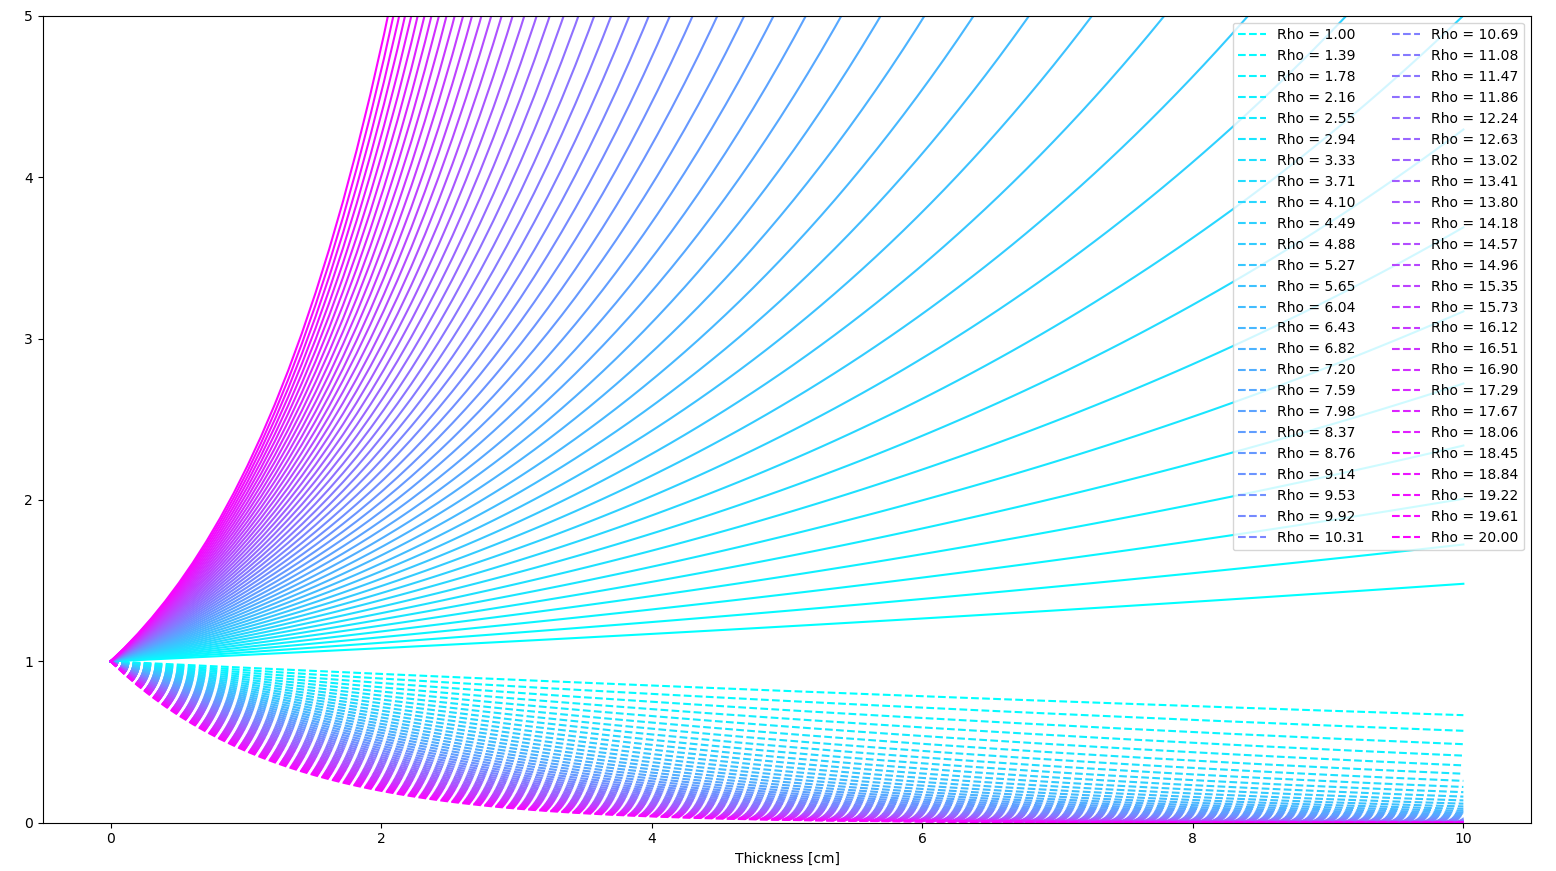 5
4
3
2
1
0
0
2
4
6
8
10
Thickness [cm]
Rho = 1.00
Rho = 1.39
Rho = 1.78
Rho = 2.16
Rho = 2.55
Rho = 2.94
Rho = 3.33
Rho = 3.71
Rho = 4.10
Rho = 4.49
Rho = 4.88
Rho = 5.27
Rho = 5.65
Rho = 6.04
Rho = 6.43
Rho = 6.82
Rho = 7.20
Rho = 7.59
Rho = 7.98
Rho = 8.37
Rho = 8.76
Rho = 9.14
Rho = 9.53
Rho = 9.92
Rho = 10.31
Rho = 10.69
Rho = 11.08
Rho = 11.47
Rho = 11.86
Rho = 12.24
Rho = 12.63
Rho = 13.02
Rho = 13.41
Rho = 13.80
Rho = 14.18
Rho = 14.57
Rho = 14.96
Rho = 15.35
Rho = 15.73
Rho = 16.12
Rho = 16.51
Rho = 16.90
Rho = 17.29
Rho = 17.67
Rho = 18.06
Rho = 18.45
Rho = 18.84
Rho = 19.22
Rho = 19.61
Rho = 20.00